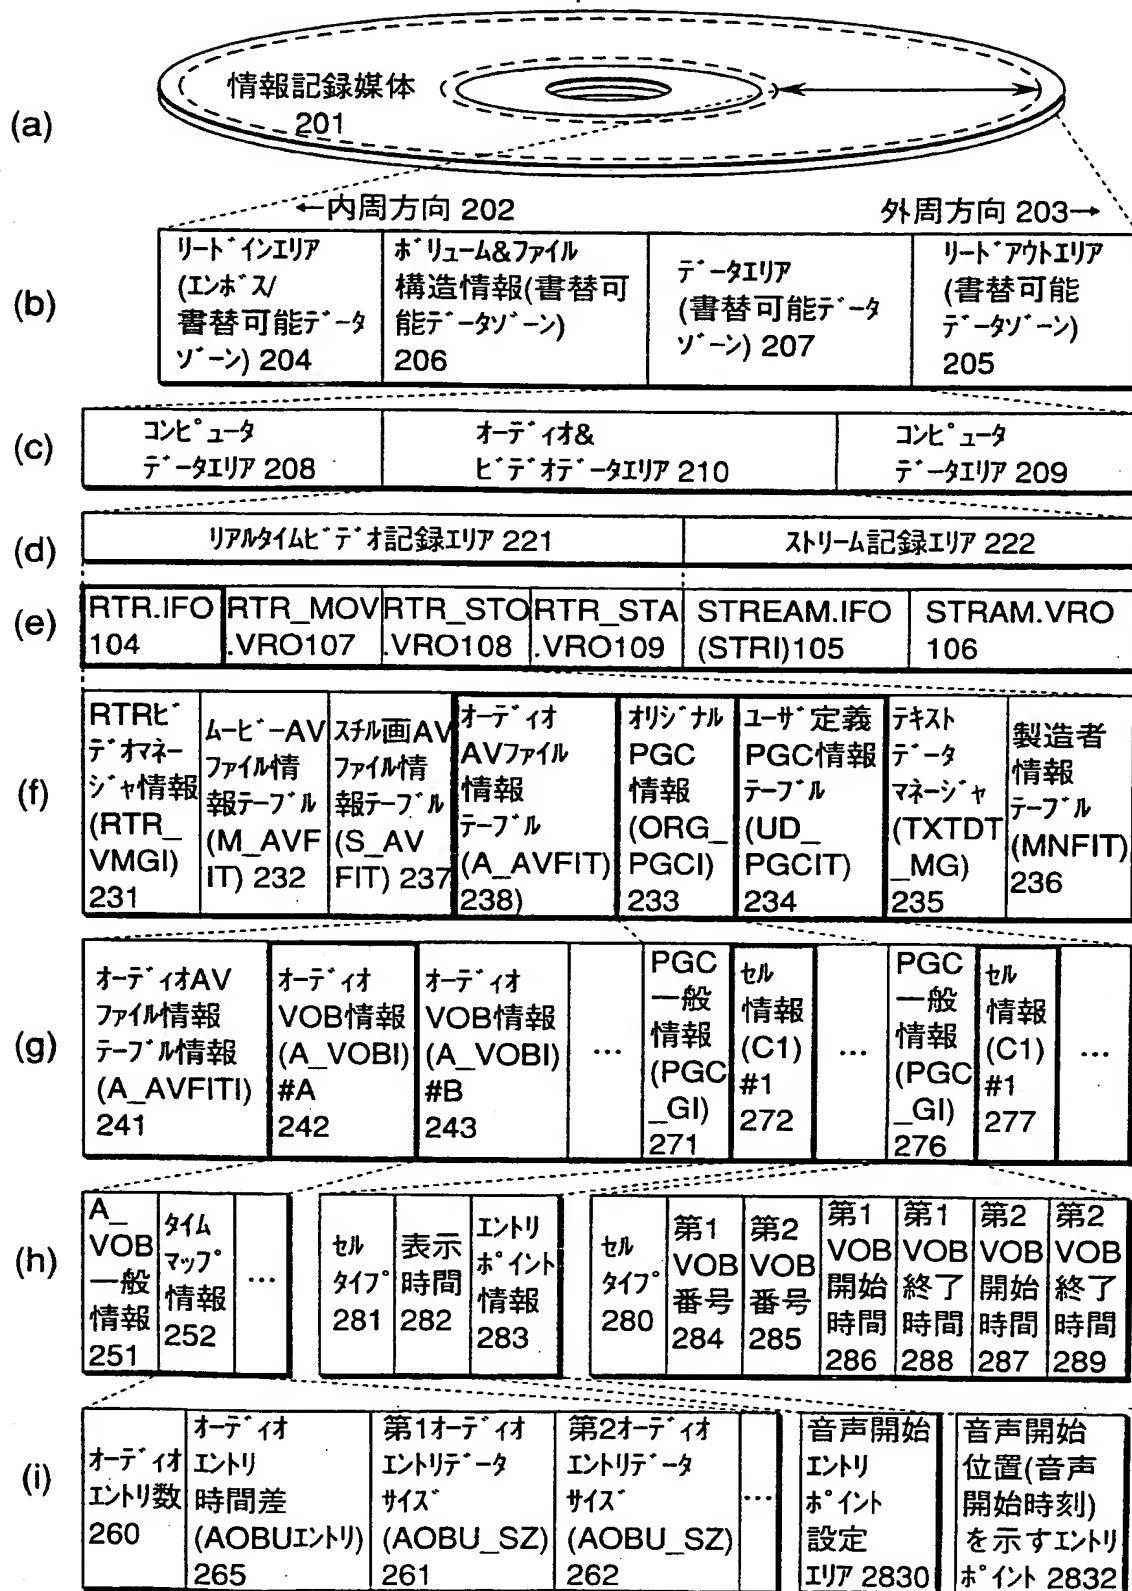 (a)
情報記録媒体
201
←内周方向 202
外周方向 203→
(b)
リードインエリア
(エンボス/
書替可能データ
ゾーン) 204
ボリューム&ファイル
構造情報(書替可
能データゾーン)
206
データエリア
(書替可能データ
ゾーン) 207
リードアウトエリア
(書替可能
データゾーン)
205
(c)
コンピュータ
データエリア 208
オーディオ&
ビデオデータエリア 210
コンピュータ
データエリア 209
(d)
リアルタイムビデオ記録エリア 221
ストリーム記録エリア 222
(e)
RTR.IFO
104
RTR_MOV
.VRO107
RTR_STO
.VRO108
RTR_STA
.VRO109
STREAM.IFO
(STRI)105
STRAM.VRO
106
(f)
RTRビ
デオマネー
ジャ情報
(RTR_
VMGI)
231
ムービーAV
ファイル情
報テーブル
(M_AVF
IT) 232
スチル画AV
ファイル情
報テーブル
(S_AV
FIT) 237
オーディオ
AVファイル
情報
テーブル
(A_AVFIT)
238)
オリジナル
PGC
情報
(ORG_
PGCI)
233
ユーザ定義
PGC情報
テーブル
(UD_
PGCIT)
234
テキスト
データ
マネージャ
(TXTDT
_MG)
235
製造者
情報
テーブル
(MNFIT)
236
(g)
オーディオAV
ファイル情報
テーブル情報
(A_AVFITI)
241
オーディオ
VOB情報
(A_VOBI)
#A
242
オーディオ
VOB情報
(A_VOBI)
#B
243
…
PGC
一般
情報
(PGC
_GI)
271
セル
情報
(C1)
#1
272
…
PGC
一般
情報
(PGC
_GI)
276
セル
情報
(C1)
#1
277
…
(h)
A_
VOB
一般
情報
251
タイム
マップ
情報
252
…
セル
タイプ
281
表示
時間
282
エントリ
ポイント
情報
283
セル
タイプ
280
第1
VOB
番号
284
第2
VOB
番号
285
第1
VOB
開始
時間
286
第1
VOB
終了
時間
288
第2
VOB
開始
時間
287
第2
VOB
終了
時間
289
(i)
オーディオ
エントリ数
260
オーディオ
エントリ
時間差
(AOBUエントリ)
265
第1オーディオ
エントリデータ
サイズ
(AOBU_SZ)
261
第2オーディオ
エントリデータ
サイズ
(AOBU_SZ)
262
…
音声開始
エントリ
ポイント
設定
エリア 2830
音声開始
位置(音声
開始時刻)
を示すエントリ
ポイント 2832